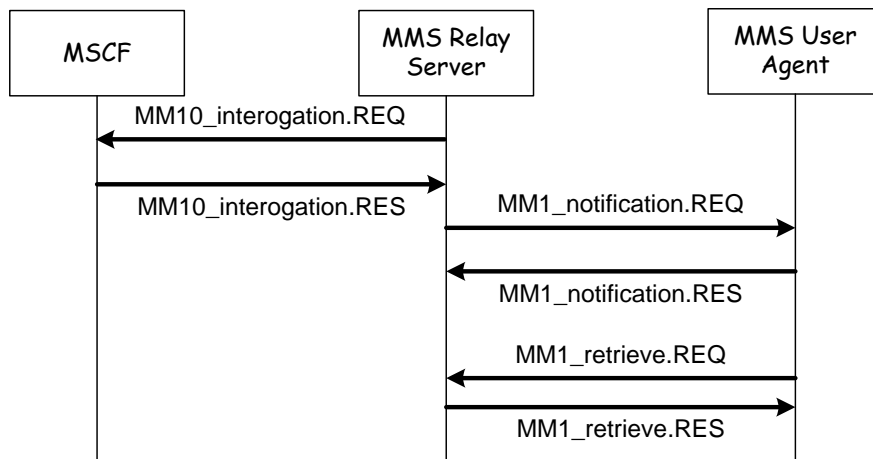 MSCF
MMS Relay
Server
MMS User
Agent
MM10_interogation.REQ
MM10_interogation.RES
MM1_notification.REQ
MM1_notification.RES
MM1_retrieve.REQ
MM1_retrieve.RES